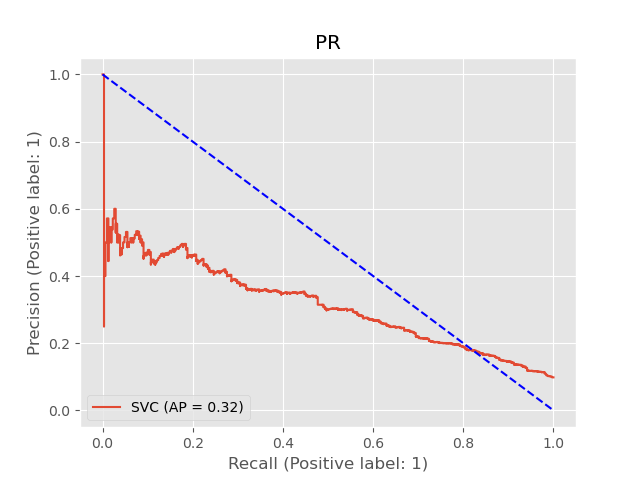 PR
1.0
0.8
0.6
0.4
0.2
0.0
Precision (Positive label: 1)
SVC (AP = 0.32)
0.0 0.2 0.4 0.6 0.8 1.0
Recall (Positive label: 1)